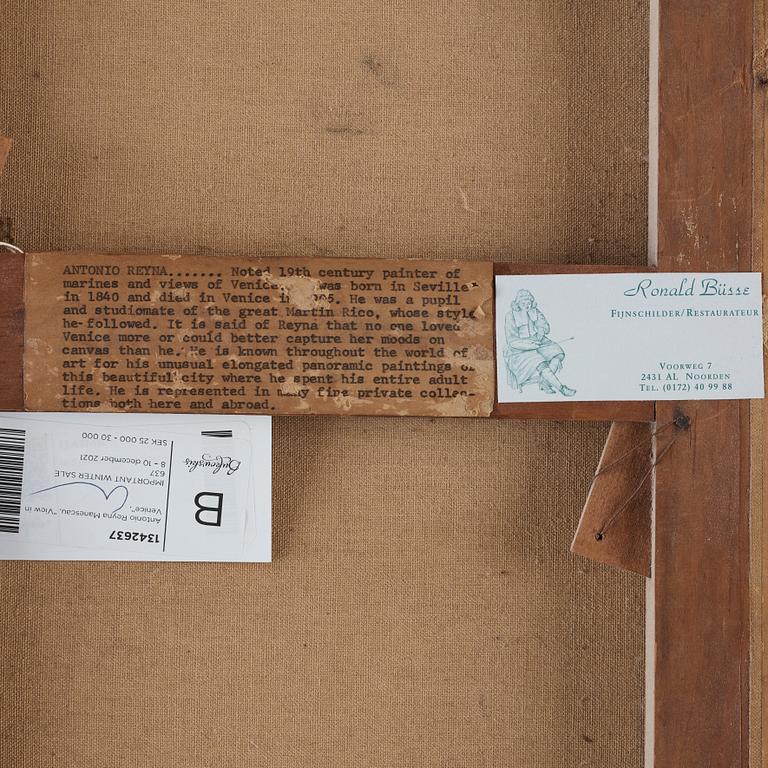 ANTONIO REYNA....... Noted 19th century painter of
marines and views of Venice. was born in Seville
in 1840 and died in Venice in He was a pupil
and studiomate of the great Martin Rico, whose style
he-followed. It is said of Reyna that no one loved
Venice more or could better capture her moods on
canvas than he. He is known throughout the world of
art for his unusual elongated panoramic paintings of
this beautiful city where he spent his entire adult
life. He is represented in many fine private collec-
tions both here and abroad.
Ronald Büsse
FIJNSCHILDER/RESTAURATEUR
VOORWEG 7
2431 AL NOORDEN
TEL. (0172) 40 99 88
1342637
Antonio Reyna Manescau. "View in
Venice".
IMPORTANT WINTER SALE
637
8 - 10 december 2021
SEK 25 000 - 30 000
Bukowskis
B